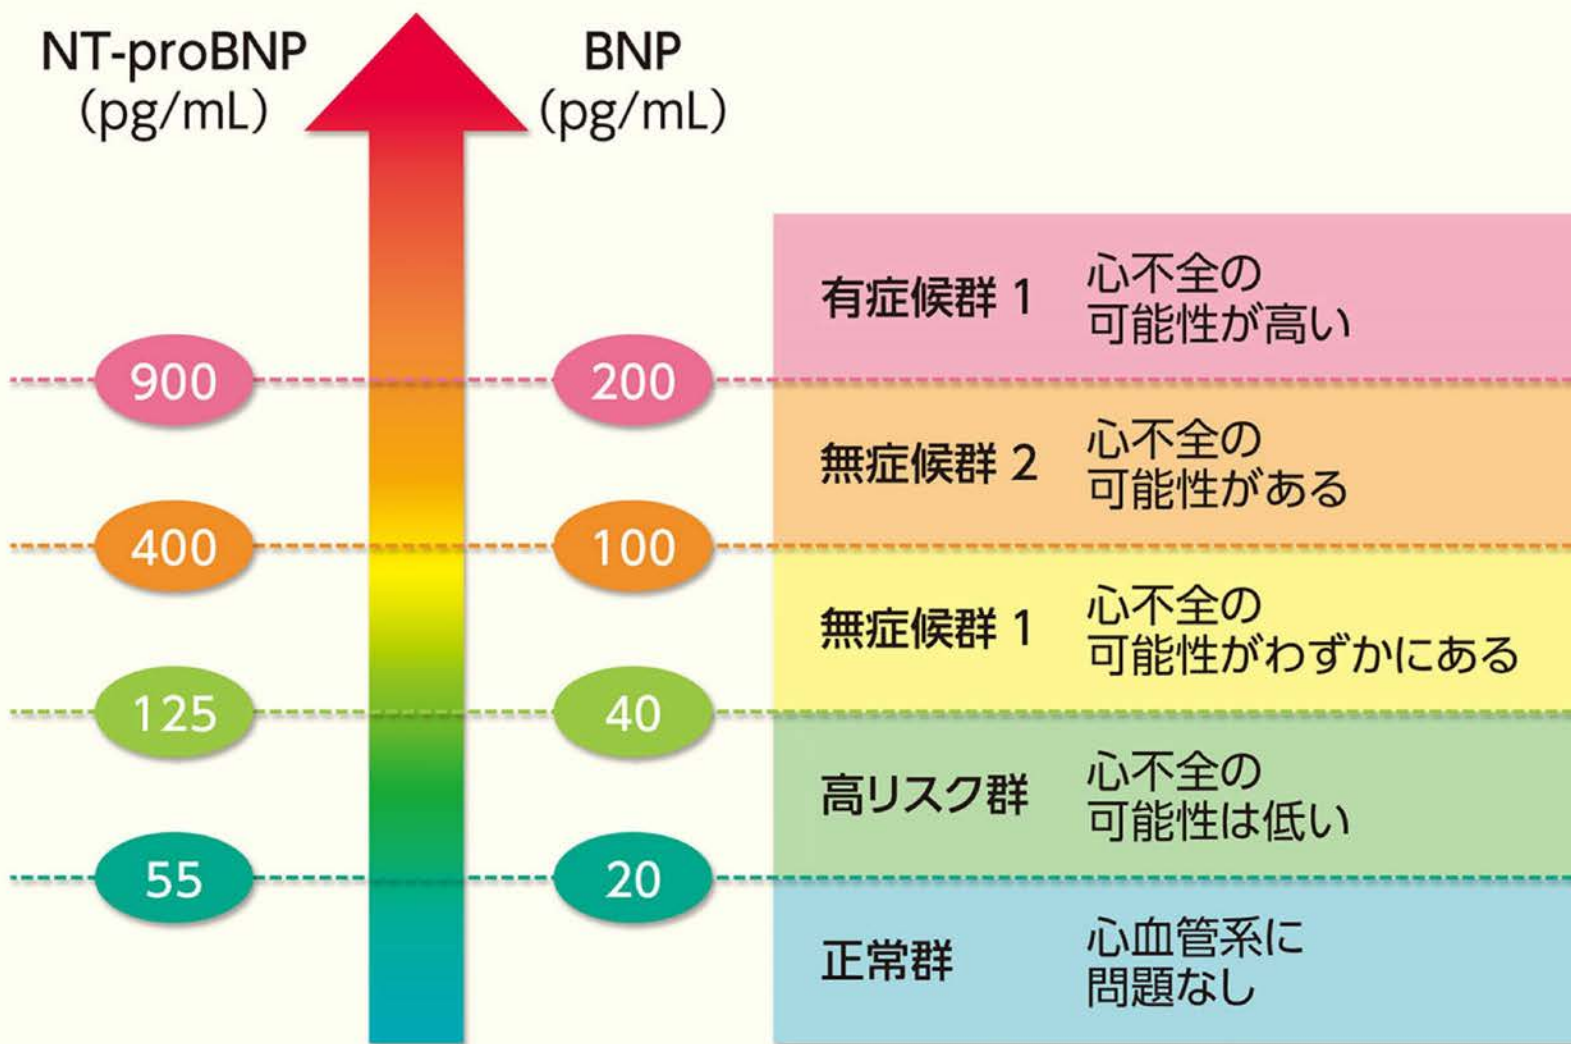 NT-proBNP
(pg/mL)
BNP
(pg/mL)
有症候群 1
心不全の
可能性が高い
900
200
無症候群 2
心不全の
可能性がある
400
100
無症候群 1
心不全の
可能性がわずかにある
125
40
高リスク群
心不全の
可能性は低い
55
20
正常群
心血管系に
問題なし